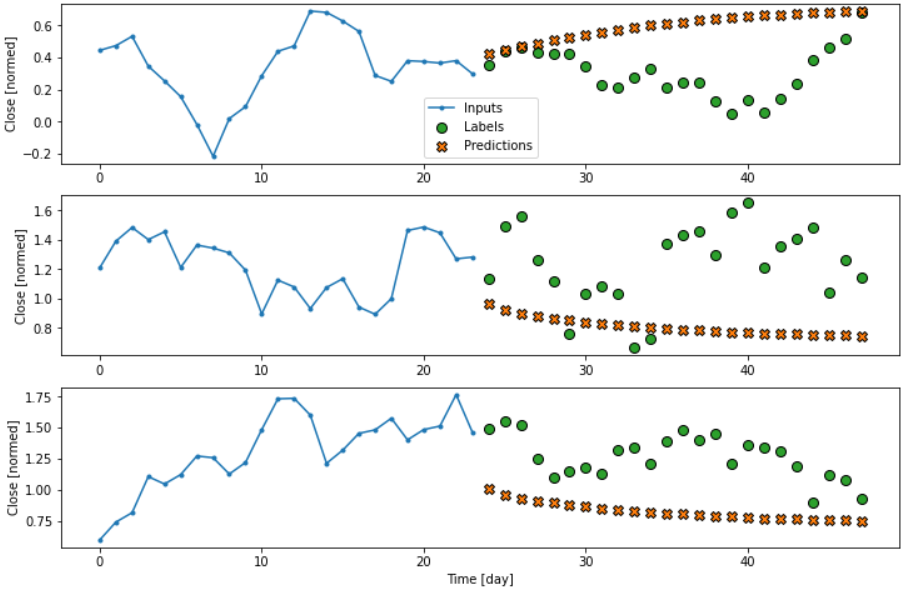 0.6
0.4
0.2
0.0
−0.2
Close [normed]
Inputs
Labels
Predictions
0 10 20 30 40
1.6
1.4
1.2
1.0
0.8
Close [normed]
0 10 20 30 40
1.75
1.50
1.25
1.00
0.75
Close [normed]
0 10 20 30 40
Time [day]